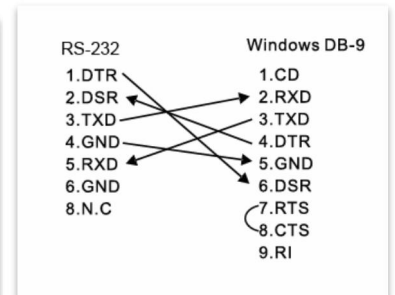 RS-232
1.DTR
2.DSR
3.TXD
4.GND
5.RXD
6.GND
8.N.C
Windows DB-9
1.CD
2.RXD
3.TXD
4.DTR
5.GND
6.DSR
7.RTS
8.CTS
9.RI